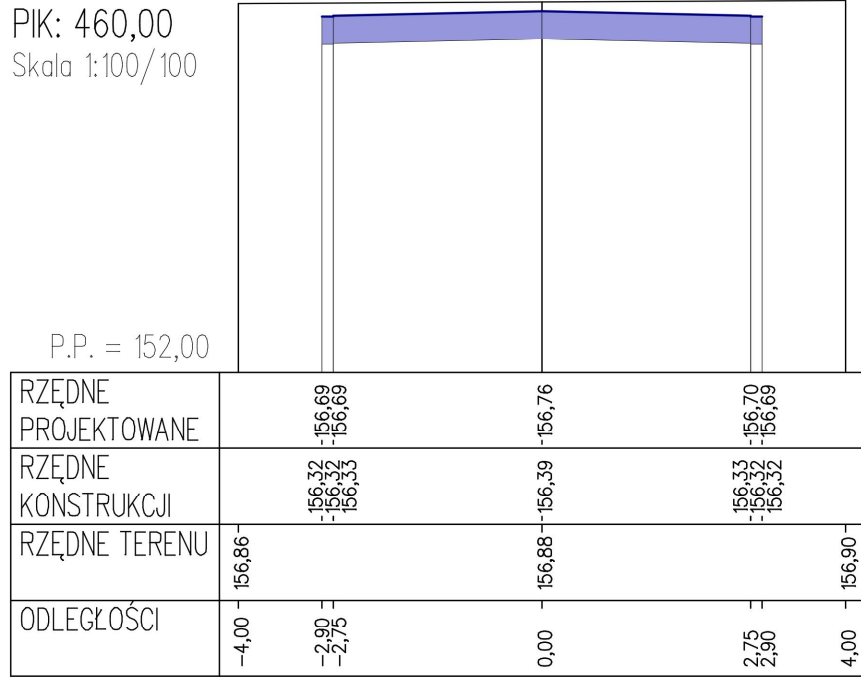 PIK: 460,00
Skala 1:100/100
P.P. = 152,00
RZĘDNE
PROJEKTOWANE
156,69
156,69
156,76
156,70
156,69
RZĘDNE
KONSTRUKCJI
156,32
156,32
156,33
156,39
156,33
156,32
156,32
RZĘDNE TERENU
156,86
156,88
156,90
ODLEGŁOŚCI
-4,00
-2,90
-2,75
0,00
2,75
2,90
4,00